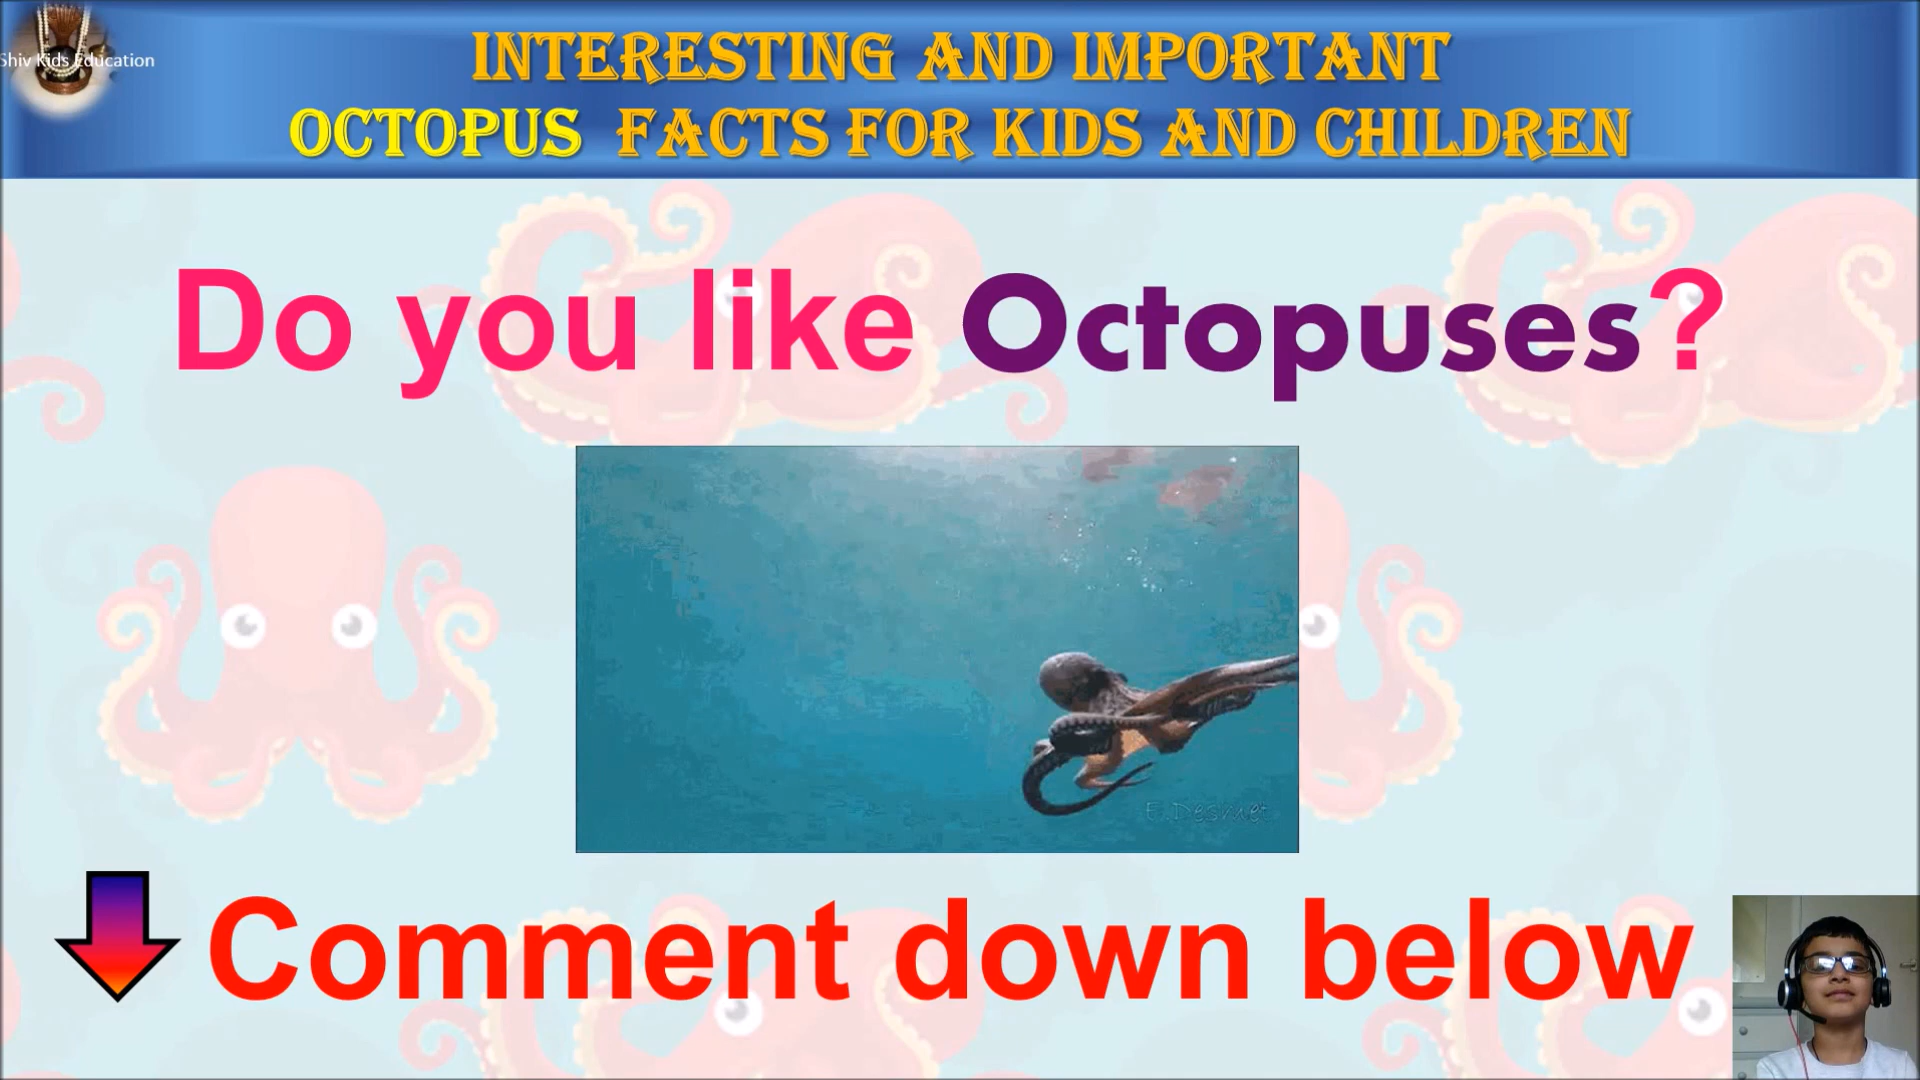 Shiv Kids Education
INTERESTING AND IMPORTANT
OCTOPUS FACTS FOR KIDS AND CHILDREN
Do you like Octopuses?
Comment down below